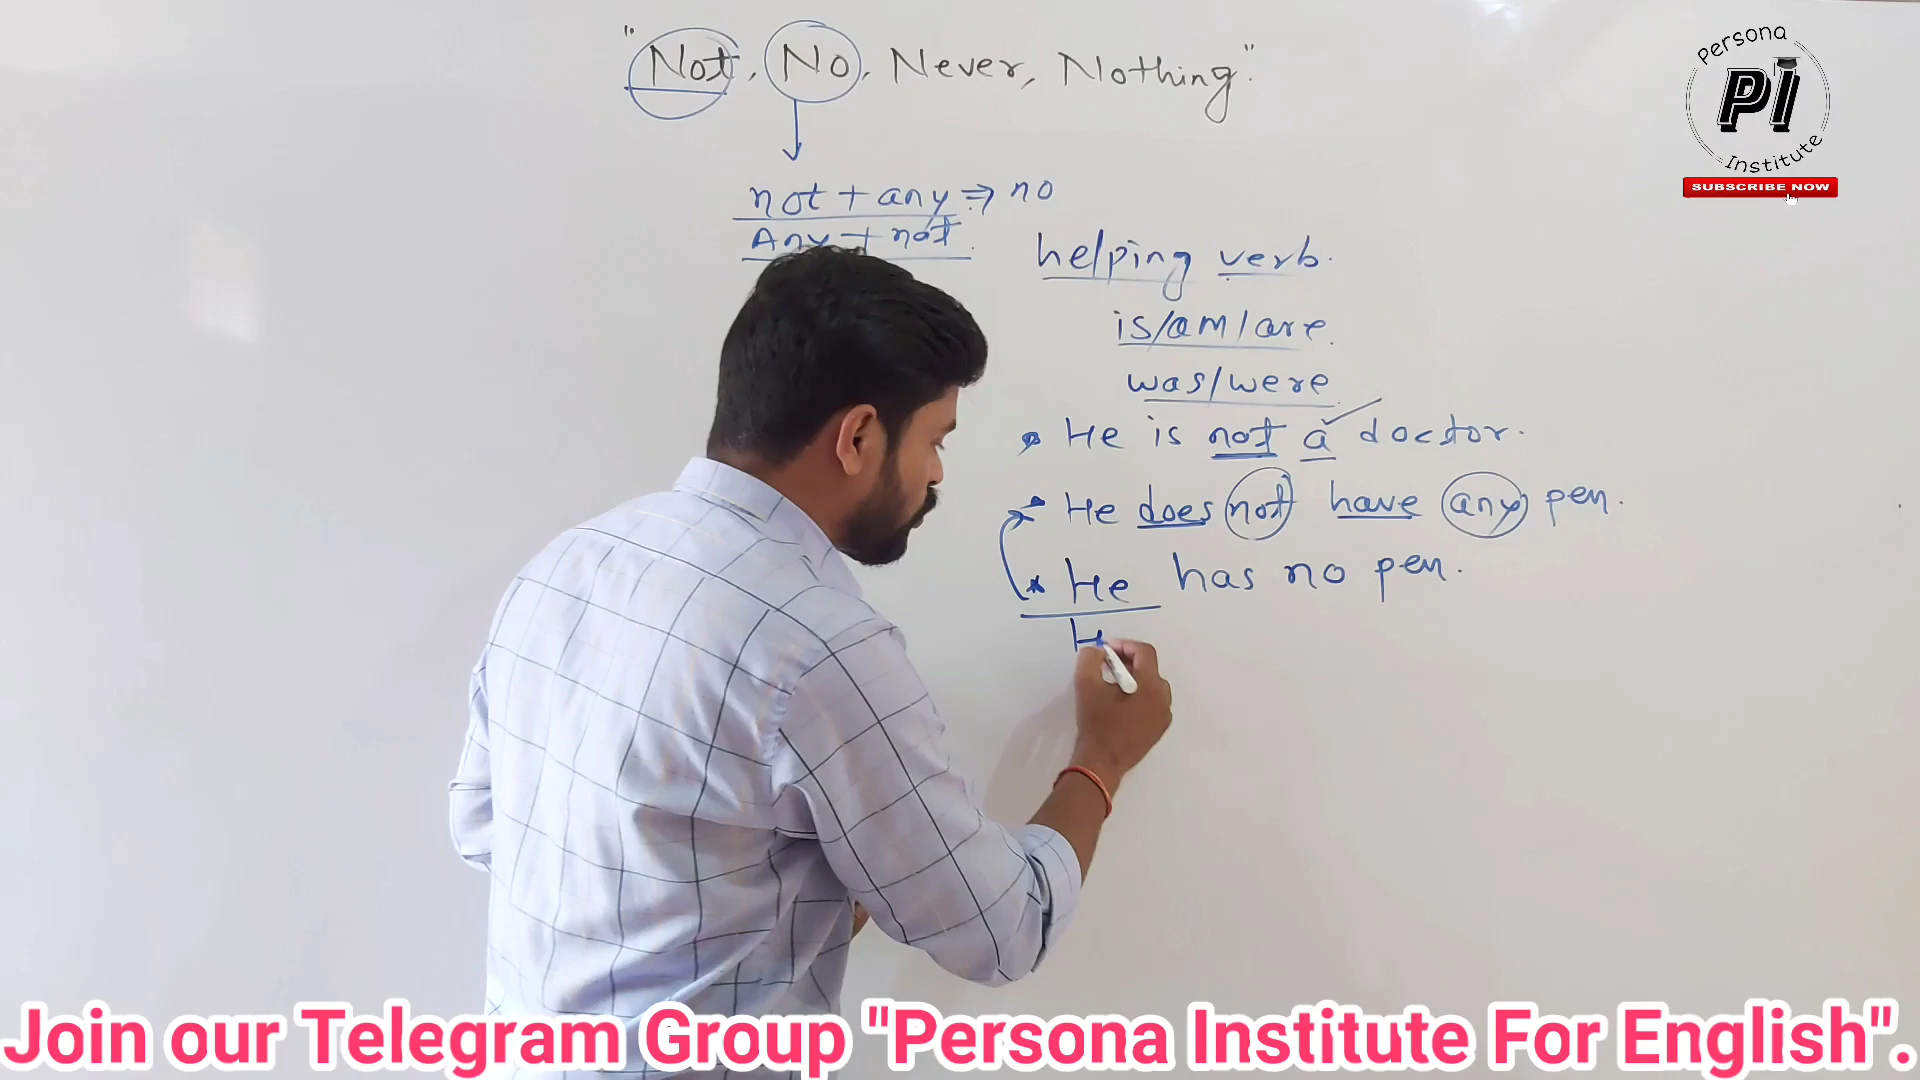 "Not, No, Never, Nothing."
not + any ⇒ no
Any + not.
helping verb.
is/am/are.
was/were
He is not a doctor.
He does not have any pen.
* He has no pen.
H
Persona
PI
Institute
SUBSCRIBE NOW
Join our Telegram Group "Persona Institute For English".